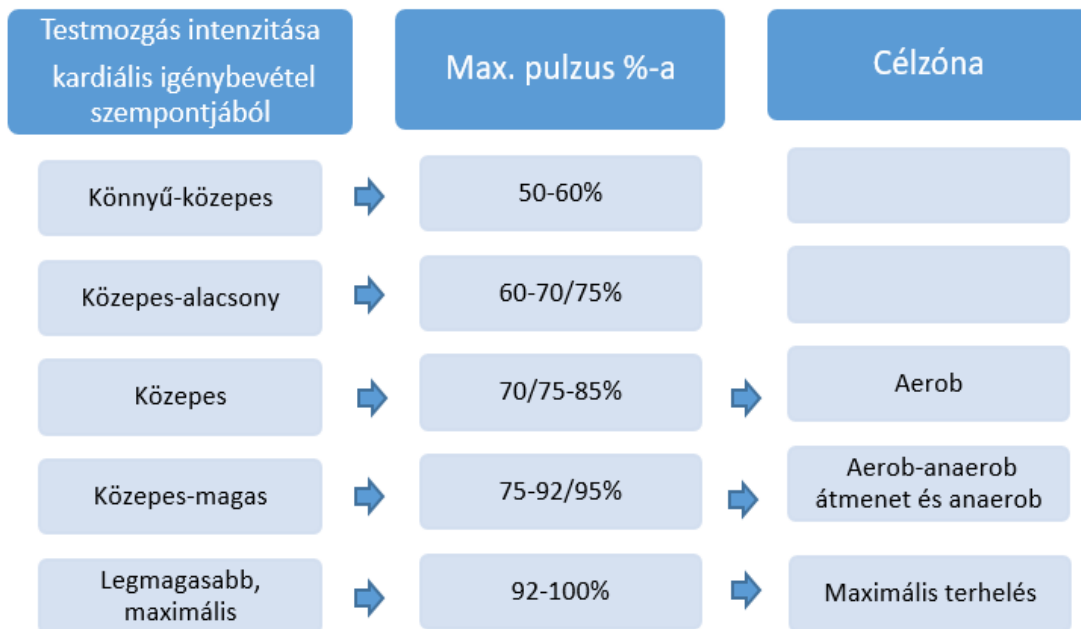 Testmozgás intenzitása
kardiális igénybevétel
szempontjából
Max. pulzus %-a
Célzóna
Könnyű-közepes
50-60%
Közepes-alacsony
60-70/75%
Közepes
70/75-85%
Aerob
Közepes-magas
75-92/95%
Aerob-anaerob
átmenet és anaerob
Legmagasabb,
maximális
92-100%
Maximális terhelés